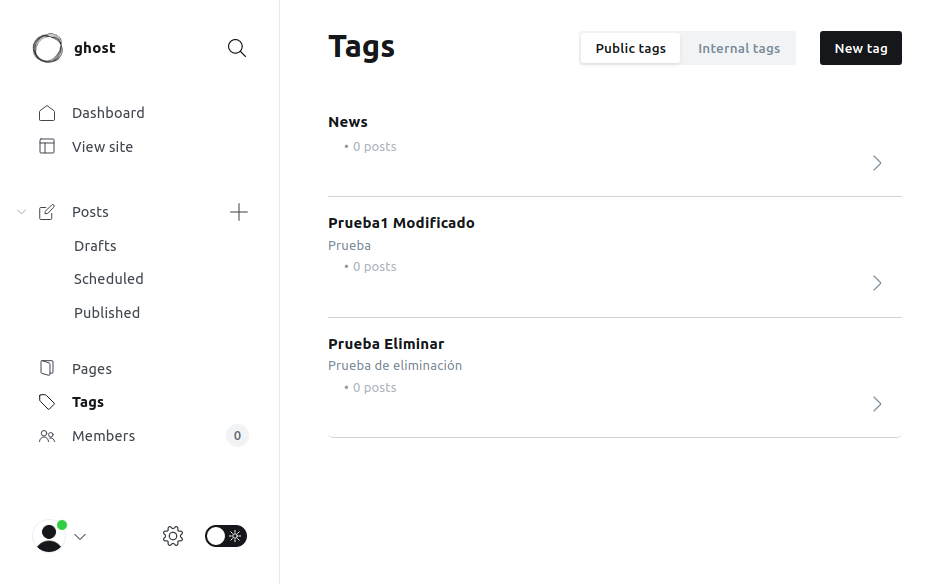 ghost
Dashboard
View site
Posts
Drafts
Scheduled
Published
Pages
Tags
Members
0
Tags
Public tags
Internal tags
New tag
News
• 0 posts
Prueba1 Modificado
Prueba
• 0 posts
Prueba Eliminar
Prueba de eliminación
• 0 posts